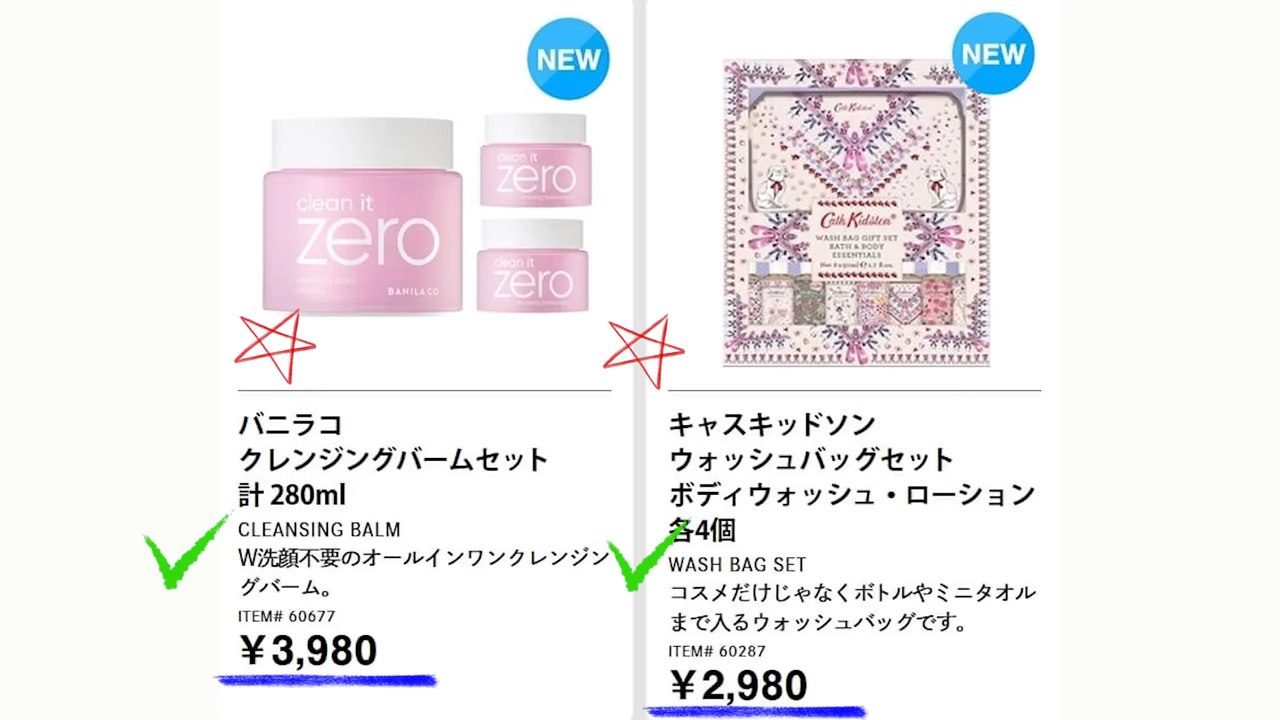 NEW
clean it
zero
BANILA CO
clean it
zero
clean it
zero
バニラコ
クレンジングバームセット
計 280ml
CLEANSING BALM
W洗顔不要のオールインワンクレンジン
グバーム。
ITEM# 60677
¥3,980
NEW
Cath Kidston
Cath Kidston
WASH BAG GIFT SET
BATH & BODY
ESSENTIALS
キャスキッドソン
ウォッシュバッグセット
ボディウォッシュ・ローション
各4個
WASH BAG SET
コスメだけじゃなくボトルやミニタオル
まで入るウォッシュバッグです。
ITEM# 60287
¥2,980